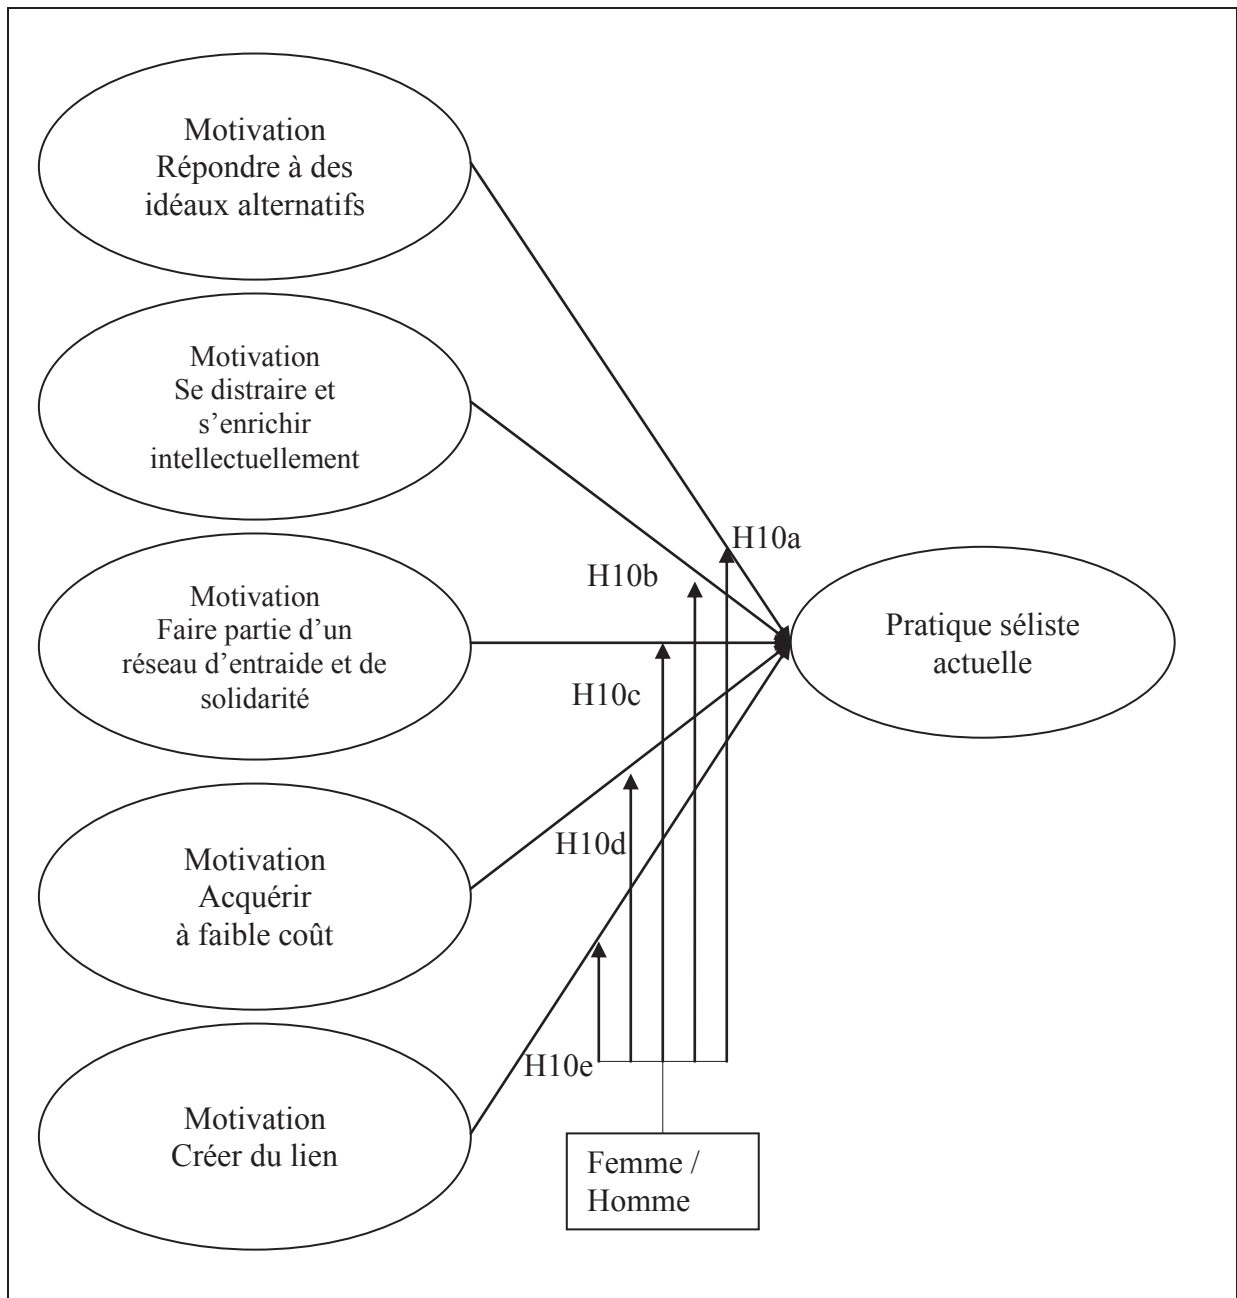 Motivation
Répondre à des
idéaux alternatifs
Motivation
Se distraire et
s’enrichir
intellectuellement
Motivation
Faire partie d’un
réseau d’entraide et de
solidarité
Motivation
Acquérir
à faible coût
Motivation
Créer du lien
H10a
H10b
H10c
H10d
H10e
Pratique séliste
actuelle
Femme /
Homme